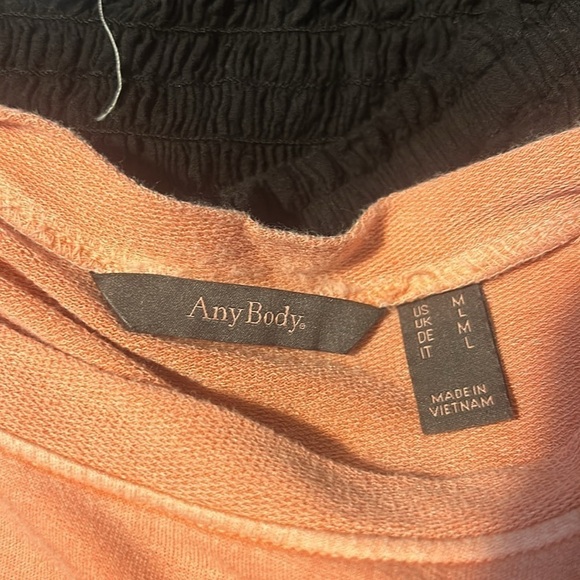 AnyBody®
US M
UK L
DE M
IT L
MADE IN
VIETNAM